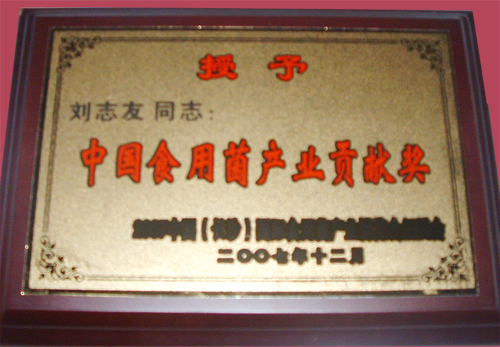 授予
刘志友 同志：
中国食用菌产业贡献奖
二〇〇七年十二月